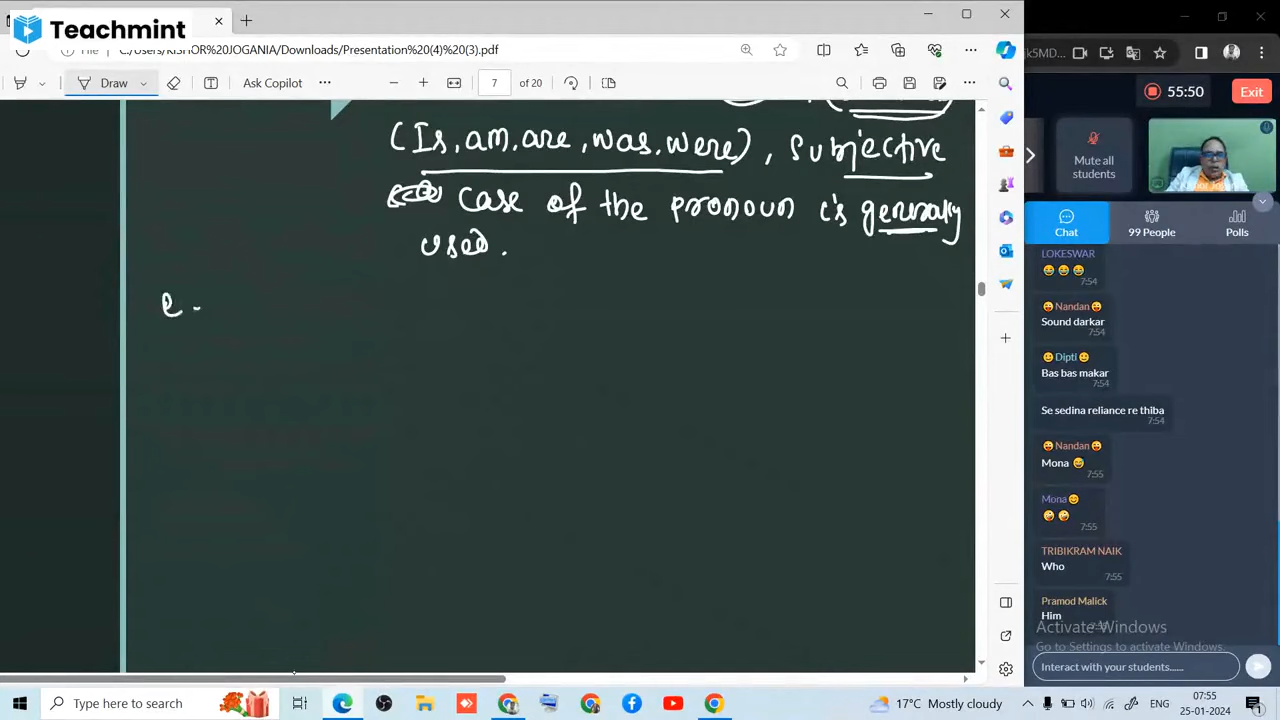 Teachmint
File
C:/Users/KISHOR%20JOGANIA/Downloads/Presentation%20(4)%20(3).pdf
Draw
Ask Copilot
7
of 20
(Is, am, are, was, were), subjective
case of the pronoun is generally
used.
e -
55:50
Exit
Mute all
students
Chat
99 People
Polls
LOKESWAR
😂 😂 😂
7:54
😛 Nandan 😛
Sound darkar
7:54
😊 Dipti 🙂
Bas bas makar
7:54
Se sedina reliance re thiba
7:54
😛 Nandan 😛
Mona 😅
7:55
Mona 😊
🤪 🤪
7:55
TRIBIKRAM NAIK
Who
7:55
Pramod Malick
Him
Activate Windows
Go to Settings to activate Windows.
Interact with your students......
Type here to search
17°C Mostly cloudy
07:55
25-01-2024